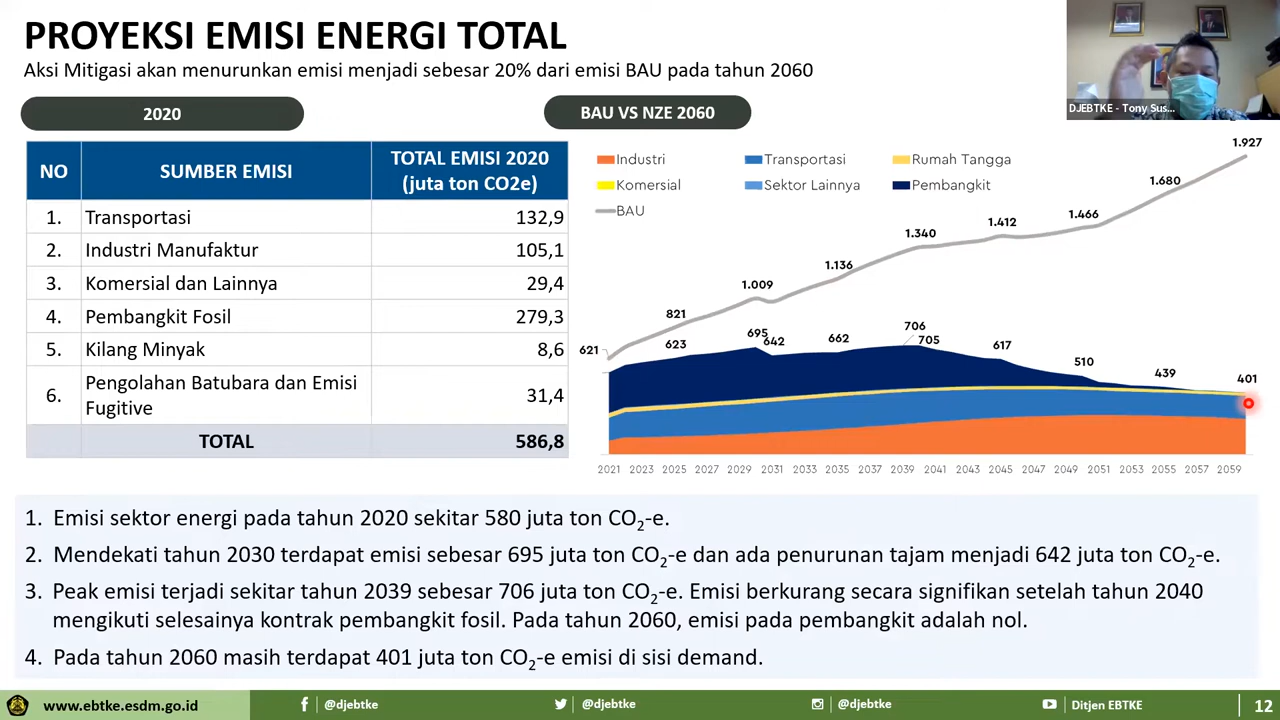 PROYEKSI EMISI ENERGI TOTAL
Aksi Mitigasi akan menurunkan emisi menjadi sebesar 20% dari emisi BAU pada tahun 2060
DJEBTKE - Tony Sus...
2020
NO SUMBER EMISI TOTAL EMISI 2020 (juta ton CO2e)
1. Transportasi 132,9
2. Industri Manufaktur 105,1
3. Komersial dan Lainnya 29,4
4. Pembangkit Fosil 279,3
5. Kilang Minyak 8,6
6. Pengolahan Batubara dan Emisi Fugitive 31,4
TOTAL 586,8
BAU VS NZE 2060
Industri Transportasi Rumah Tangga
Komersial Sektor Lainnya Pembangkit
BAU
621 821 1.009 1.136 1.340 1.412 1.466 1.680 1.927
623 695 642 662 706 705 617 510 439 401
2021 2023 2025 2027 2029 2031 2033 2035 2037 2039 2041 2043 2045 2047 2049 2051 2053 2055 2057 2059
1. Emisi sektor energi pada tahun 2020 sekitar 580 juta ton CO2-e.
2. Mendekati tahun 2030 terdapat emisi sebesar 695 juta ton CO2-e dan ada penurunan tajam menjadi 642 juta ton CO2-e.
3. Peak emisi terjadi sekitar tahun 2039 sebesar 706 juta ton CO2-e. Emisi berkurang secara signifikan setelah tahun 2040
mengikuti selesainya kontrak pembangkit fosil. Pada tahun 2060, emisi pada pembangkit adalah nol.
4. Pada tahun 2060 masih terdapat 401 juta ton CO2-e emisi di sisi demand.
www.ebtke.esdm.go.id @djebtke @djebtke @djebtke Ditjen EBTKE 12